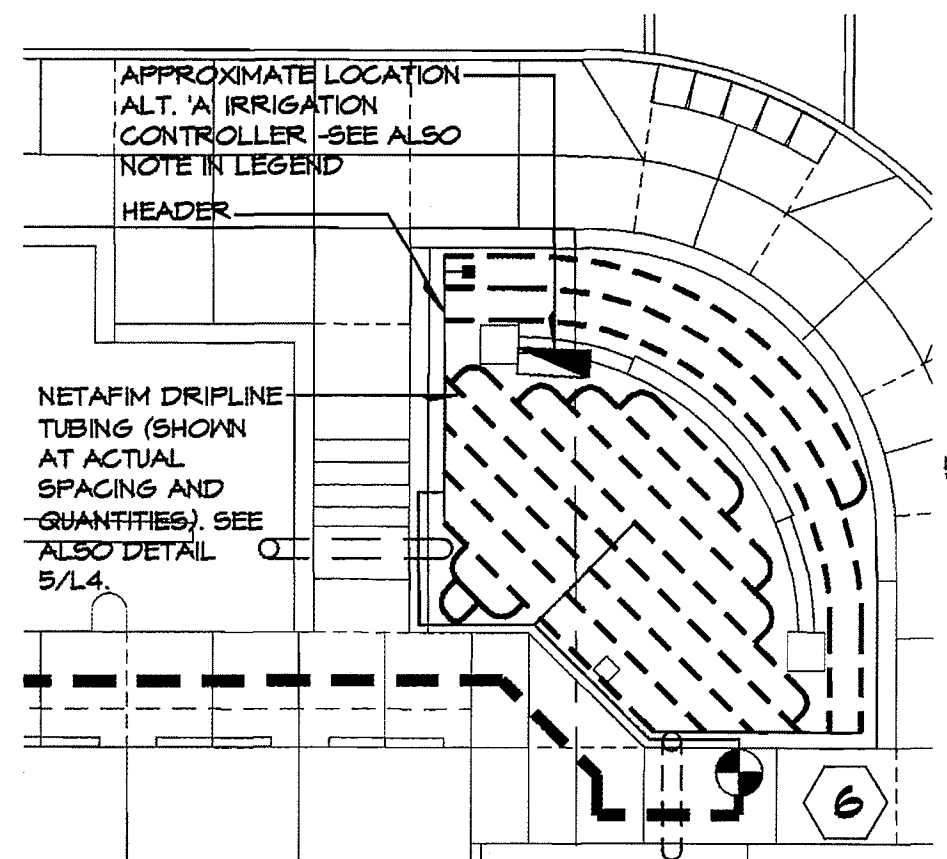 APPROXIMATE LOCATION
ALT. 'A' IRRIGATION
CONTROLLER -SEE ALSO
NOTE IN LEGEND
HEADER
NETAFIM DRIPLINE
TUBING (SHOWN
AT ACTUAL
SPACING AND
QUANTITIES). SEE
ALSO DETAIL
5/L4.
6